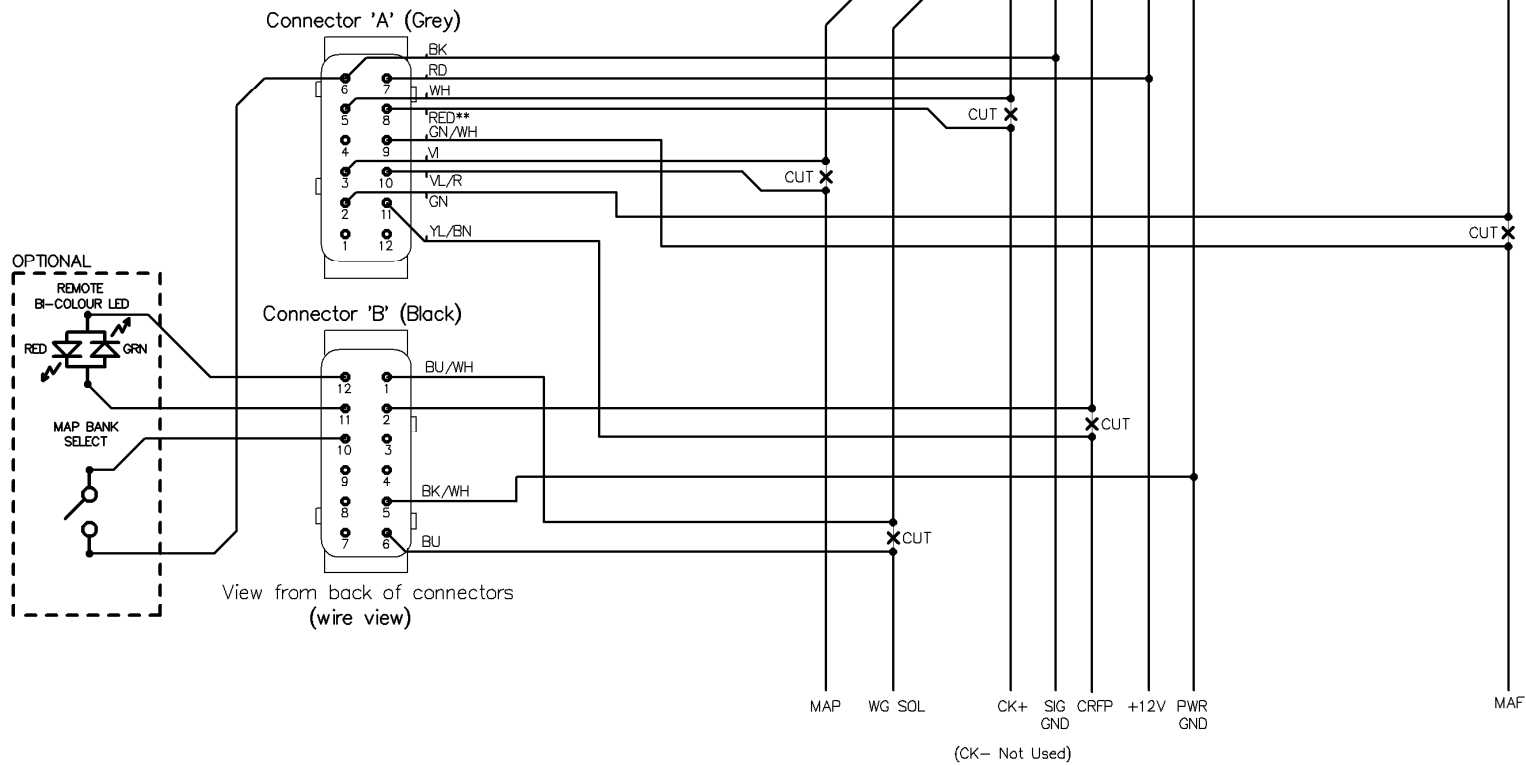 Connector 'A' (Grey)
BK
RD
WH
RED**
GN/WH
VI
VL/R
GN
YL/BN
6 7
5 8
4 9
3 10
2 11
1 12
CUT
CUT
CUT
OPTIONAL
REMOTE
BI-COLOUR LED
RED GRN
MAP BANK
SELECT
Connector 'B' (Black)
BU/WH
BK/WH
BU
12 1
11 2
10 3
9 4
8 5
7 6
CUT
CUT
View from back of connectors
(wire view)
MAP WG SOL CK+ SIG GND CRFP +12V PWR GND MAF
(CK- Not Used)